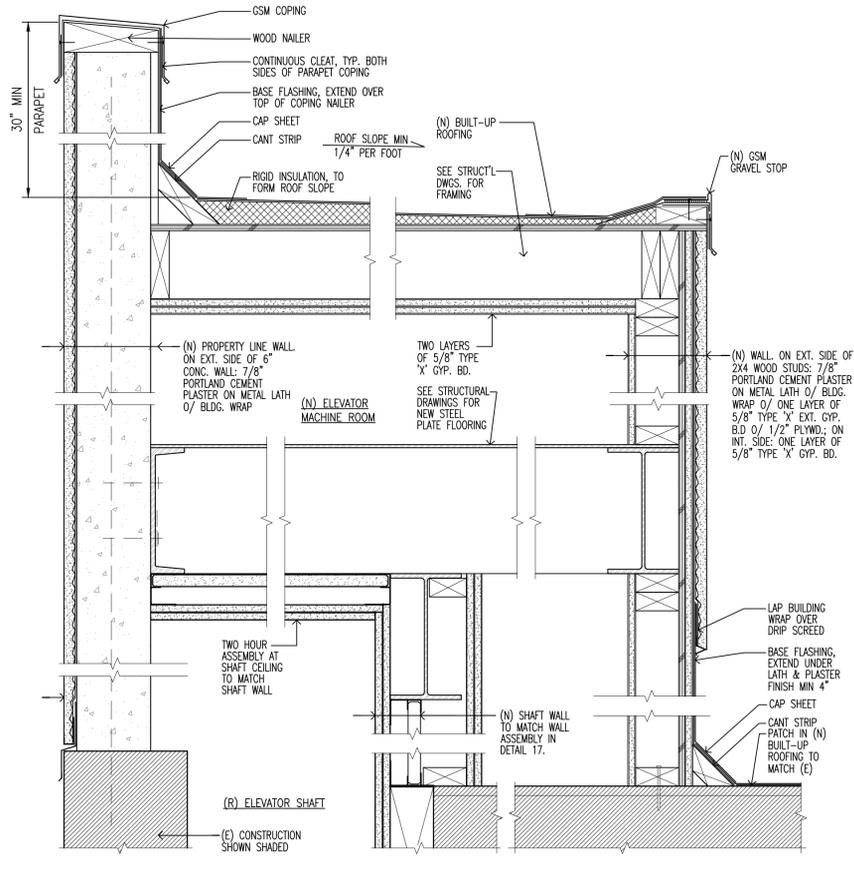 GSM COPING
WOOD NAILER
CONTINUOUS CLEAT, TYP. BOTH
SIDES OF PARAPET COPING
BASE FLASHING, EXTEND OVER
TOP OF COPING NAILER
30" MIN
PARAPET
CAP SHEET
CANT STRIP
ROOF SLOPE MIN
1/4" PER FOOT
(N) BUILT-UP
ROOFING
RIGID INSULATION, TO
FORM ROOF SLOPE
SEE STRUCT'L
DWGS. FOR
FRAMING
(N) GSM
GRAVEL STOP
(N) PROPERTY LINE WALL.
ON EXT. SIDE OF 6"
CONC. WALL: 7/8"
PORTLAND CEMENT
PLASTER ON METAL LATH
O/ BLDG. WRAP
(N) ELEVATOR
MACHINE ROOM
TWO LAYERS
OF 5/8" TYPE
'X' GYP. BD.
SEE STRUCTURAL
DRAWINGS FOR
NEW STEEL
PLATE FLOORING
(N) WALL. ON EXT. SIDE OF
2X4 WOOD STUDS: 7/8"
PORTLAND CEMENT PLASTER
ON METAL LATH O/ BLDG.
WRAP O/ ONE LAYER OF
5/8" TYPE 'X' EXT. GYP.
B.D O/ 1/2" PLYWD.; ON
INT. SIDE: ONE LAYER OF
5/8" TYPE 'X' GYP. BD.
TWO HOUR
ASSEMBLY AT
SHAFT CEILING
TO MATCH
SHAFT WALL
LAP BUILDING
WRAP OVER
DRIP SCREED
BASE FLASHING,
EXTEND UNDER
LATH & PLASTER
FINISH MIN 4"
CAP SHEET
CANT STRIP
PATCH IN (N)
BUILT-UP
ROOFING TO
MATCH (E)
(N) SHAFT WALL
TO MATCH WALL
ASSEMBLY IN
DETAIL 17.
(R) ELEVATOR SHAFT
(E) CONSTRUCTION
SHOWN SHADED